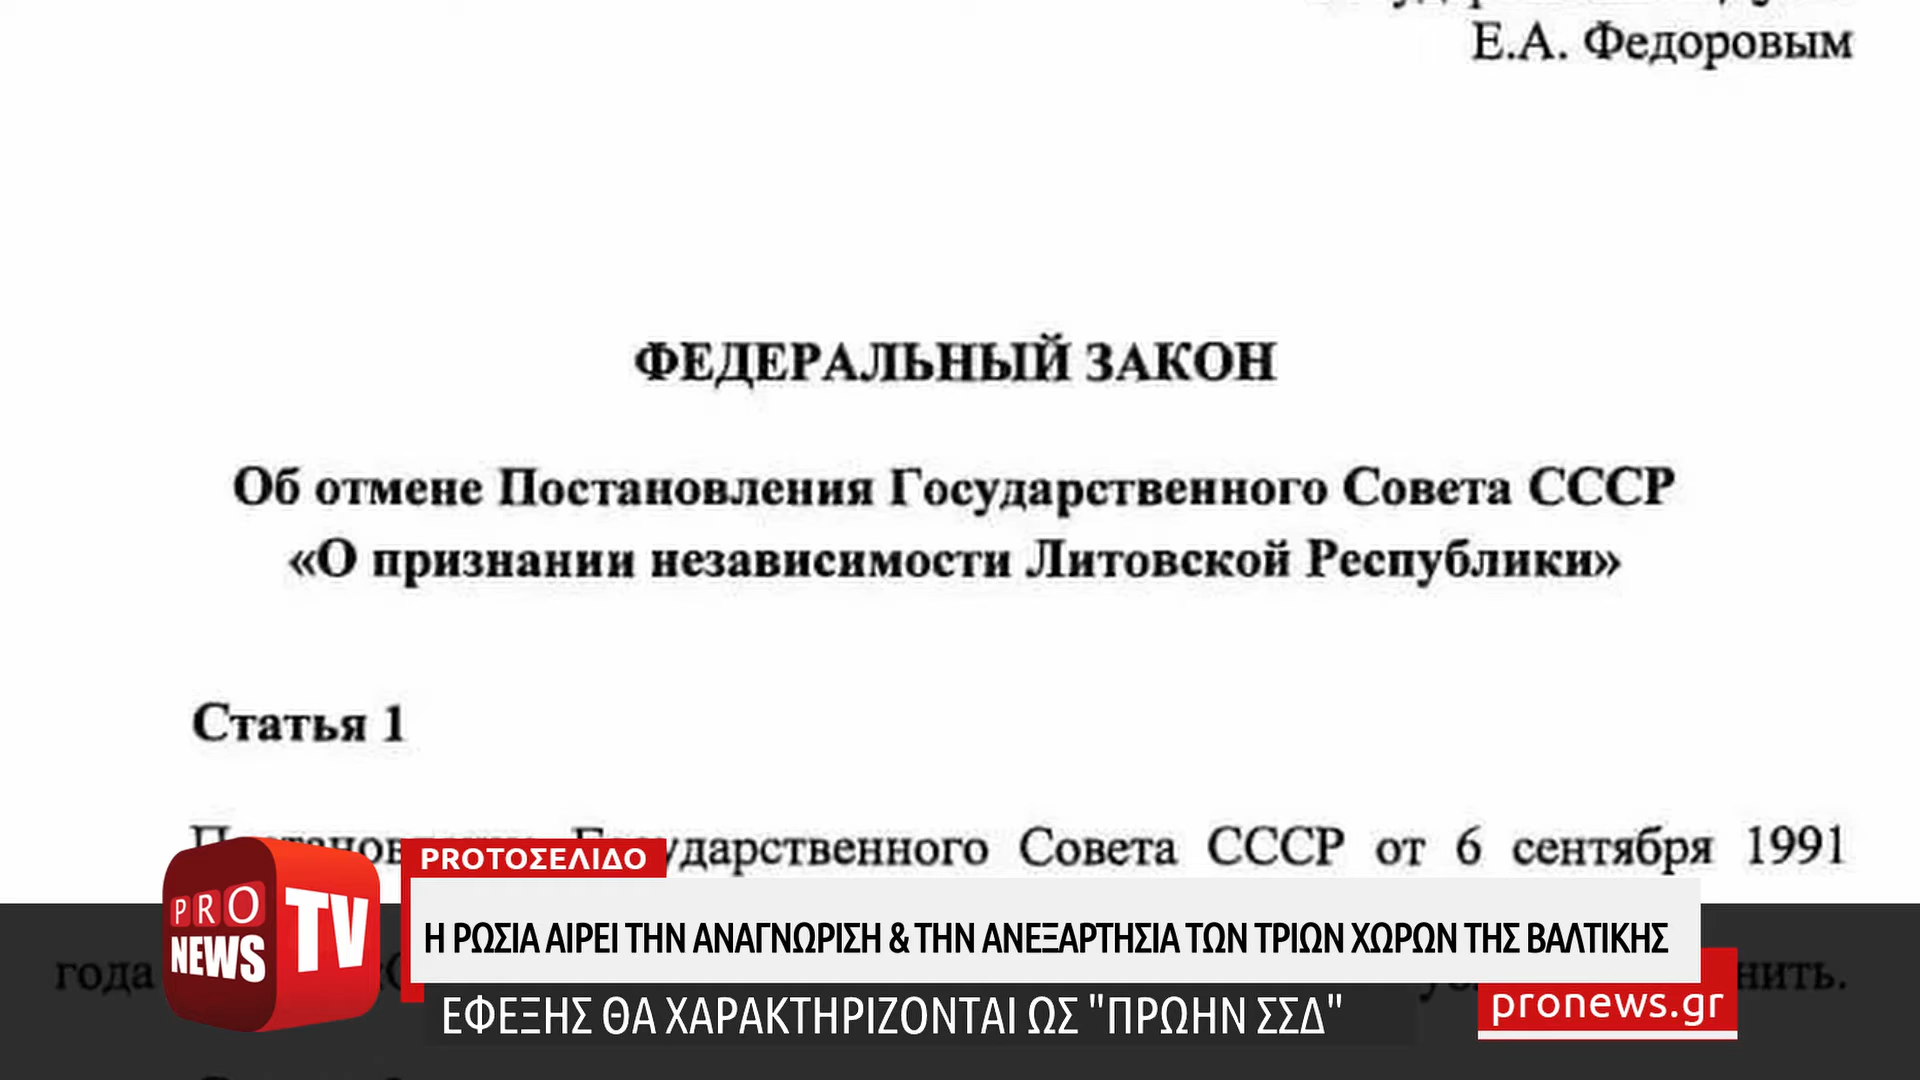 Е.А. Федоровым
ФЕДЕРАЛЬНЫЙ ЗАКОН
Об отмене Постановления Государственного Совета СССР
«О признании независимости Литовской Республики»
Статья 1
Совета СССР от 6 сентября 1991
года
PROΤΟΣΕΛΙΔΟ
PRO NEWS TV
Η ΡΩΣΙΑ ΑΙΡΕΙ ΤΗΝ ΑΝΑΓΝΩΡΙΣΗ & ΤΗΝ ΑΝΕΞΑΡΤΗΣΙΑ ΤΩΝ ΤΡΙΩΝ ΧΩΡΩΝ ΤΗΣ ΒΑΛΤΙΚΗΣ
ΕΦΕΞΗΣ ΘΑ ΧΑΡΑΚΤΗΡΙΖΟΝΤΑΙ ΩΣ "ΠΡΩΗΝ ΣΣΔ"
pronews.gr